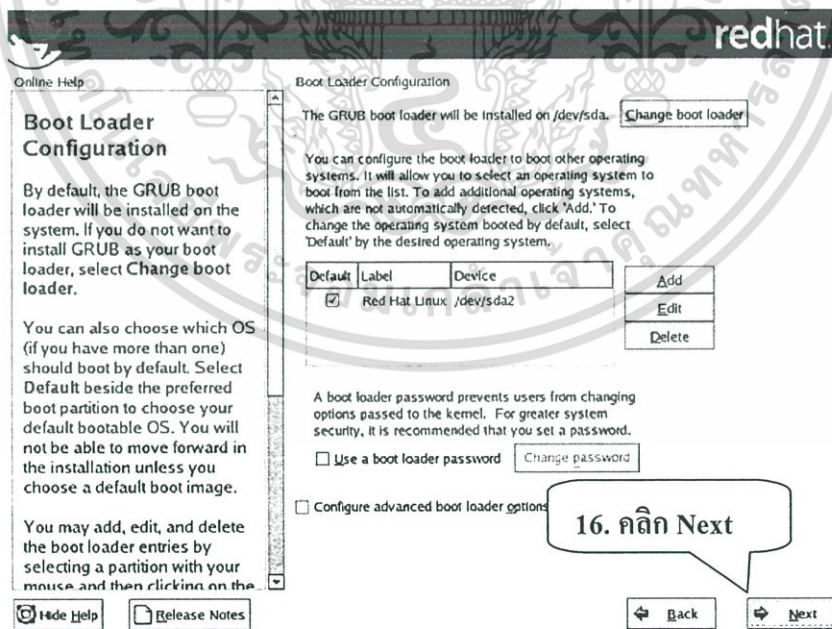 redhat.
Online Help
Boot Loader
Configuration
By default, the GRUB boot
loader will be installed on the
system. If you do not want to
install GRUB as your boot
loader, select Change boot
loader.
You can also choose which OS
(if you have more than one)
should boot by default. Select
Default beside the preferred
boot partition to choose your
default bootable OS. You will
not be able to move forward in
the installation unless you
choose a default boot image.
You may add, edit, and delete
the boot loader entries by
selecting a partition with your
mouse and then clicking on the
Hide Help
Release Notes
Boot Loader Configuration
The GRUB boot loader will be installed on /dev/sda.
Change boot loader
You can configure the boot loader to boot other operating
systems. It will allow you to select an operating system to
boot from the list. To add additional operating systems,
which are not automatically detected, click 'Add.' To
change the operating system booted by default, select
'Default' by the desired operating system.
Default Label Device
Red Hat Linux /dev/sda2
Add
Edit
Delete
A boot loader password prevents users from changing
options passed to the kernel. For greater system
security, it is recommended that you set a password.
Use a boot loader password
Change password
Configure advanced boot loader options
16. คลิก Next
Back
Next